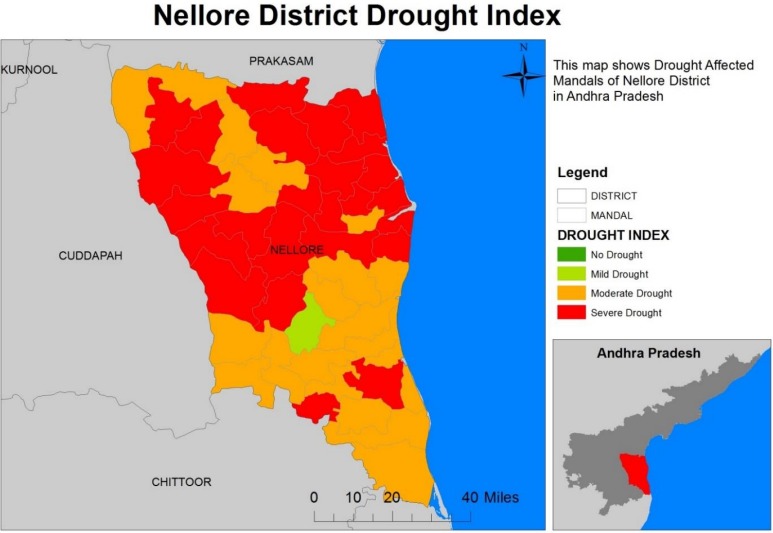 Nellore District Drought Index
KURNOOL
PRAKASAM
N
This map shows Drought Affected
Mandals of Nellore District
in Andhra Pradesh
Legend
DISTRICT
MANDAL
DROUGHT INDEX
No Drought
Mild Drought
Moderate Drought
Severe Drought
CUDDAPAH
NELLORE
Andhra Pradesh
CHITTOOR
0 10 20 40 Miles